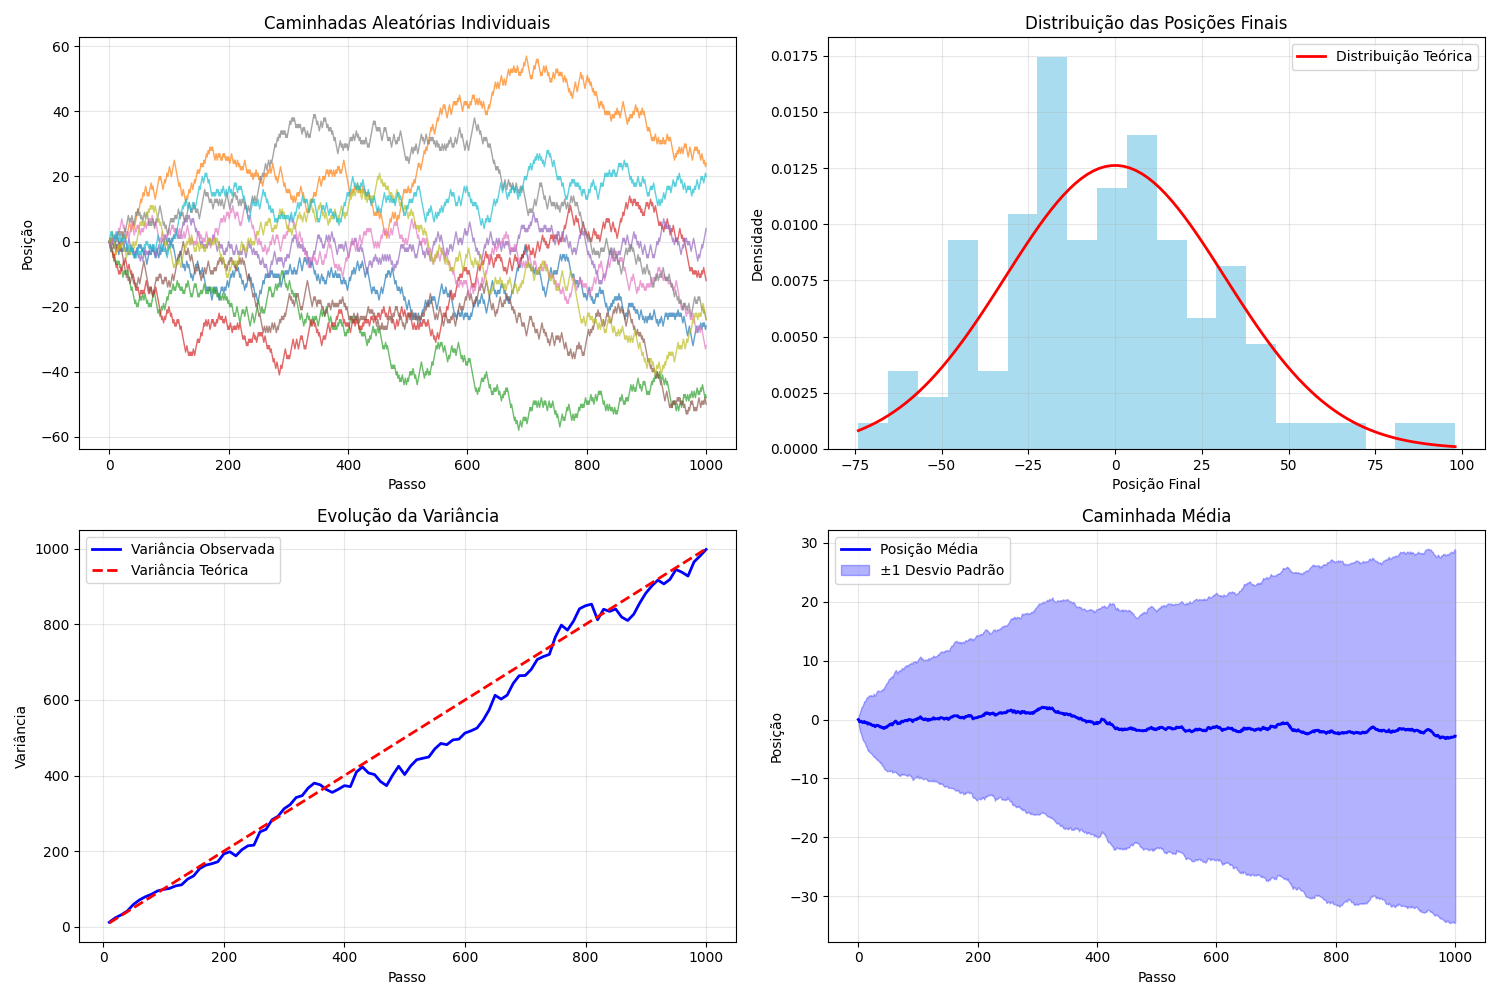 Caminhadas Aleatórias Individuais
60
40
20
0
−20
−40
−60
Posição
0 200 400 600 800 1000
Passo
Distribuição das Posições Finais
Distribuição Teórica
0.0175
0.0150
0.0125
0.0100
0.0075
0.0050
0.0025
0.0000
Densidade
−75 −50 −25 0 25 50 75 100
Posição Final
Evolução da Variância
Variância Observada
Variância Teórica
1000
800
600
400
200
0
Variância
0 200 400 600 800 1000
Passo
Caminhada Média
Posição Média
±1 Desvio Padrão
30
20
10
0
−10
−20
−30
Posição
0 200 400 600 800 1000
Passo